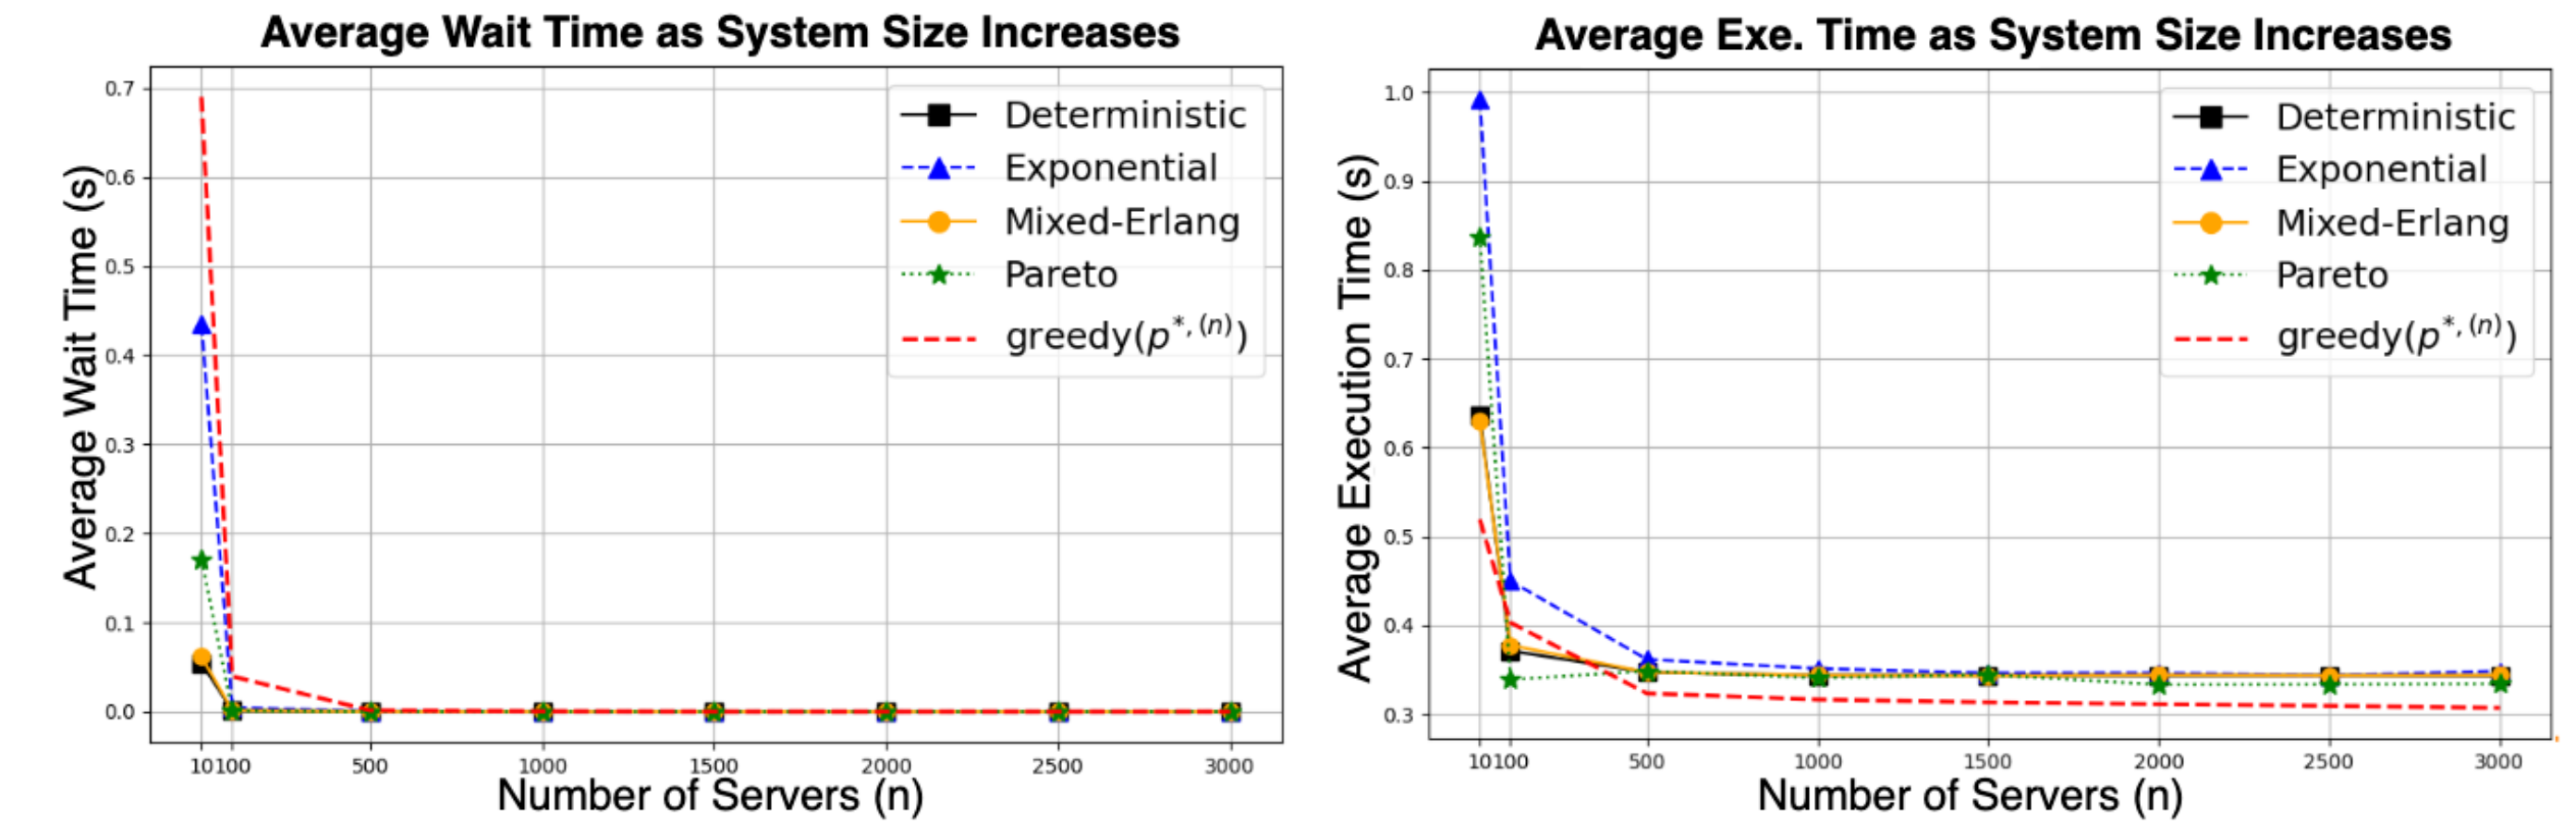 Average Wait Time as System Size Increases
Average Wait Time (s)
0.7
0.6
0.5
0.4
0.3
0.2
0.1
0.0
Deterministic
Exponential
Mixed-Erlang
Pareto
greedy(p*,(n))
10 100 500 1000 1500 2000 2500 3000
Number of Servers (n)
Average Exe. Time as System Size Increases
Average Execution Time (s)
1.0
0.9
0.8
0.7
0.6
0.5
0.4
0.3
Deterministic
Exponential
Mixed-Erlang
Pareto
greedy(p*,(n))
10 100 500 1000 1500 2000 2500 3000
Number of Servers (n)